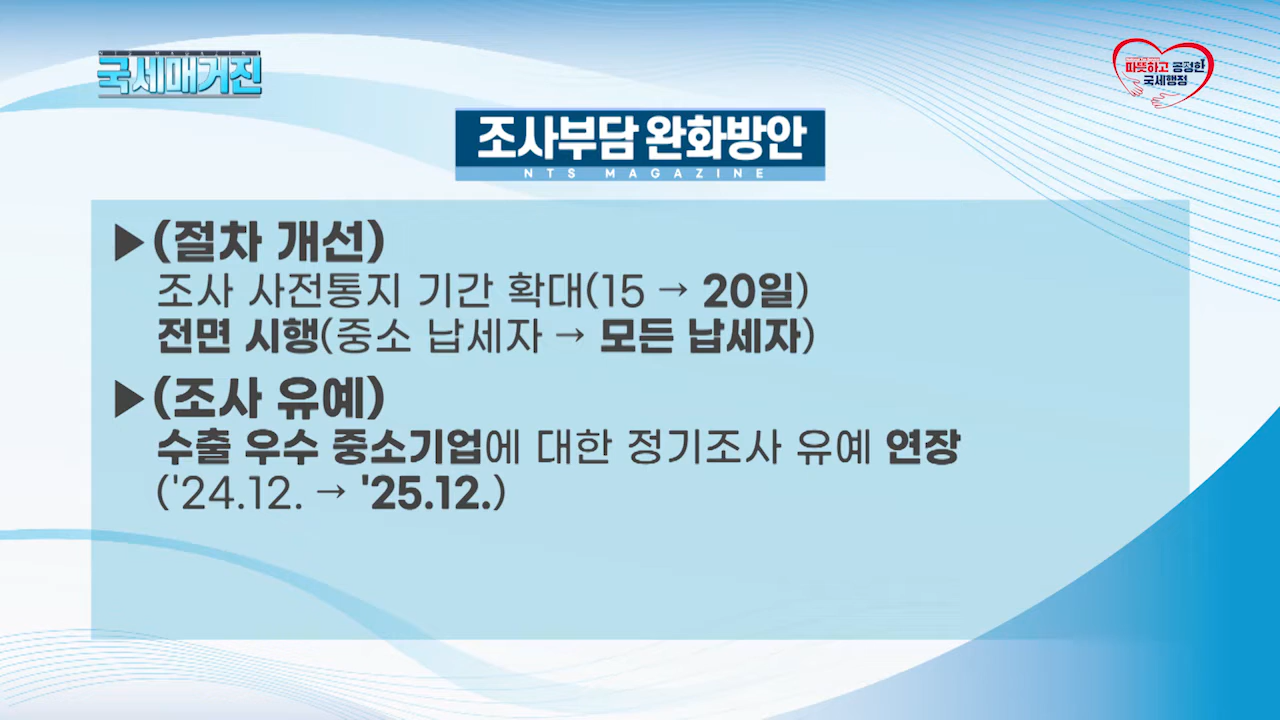 NTS MAGAZINE
국세매거진
따뜻하고 공정한
국세행정
조사부담 완화방안
NTS MAGAZINE
▶(절차 개선)
조사 사전통지 기간 확대(15 → 20일)
전면 시행(중소 납세자 → 모든 납세자)
▶(조사 유예)
수출 우수 중소기업에 대한 정기조사 유예 연장
('24.12. → '25.12.)